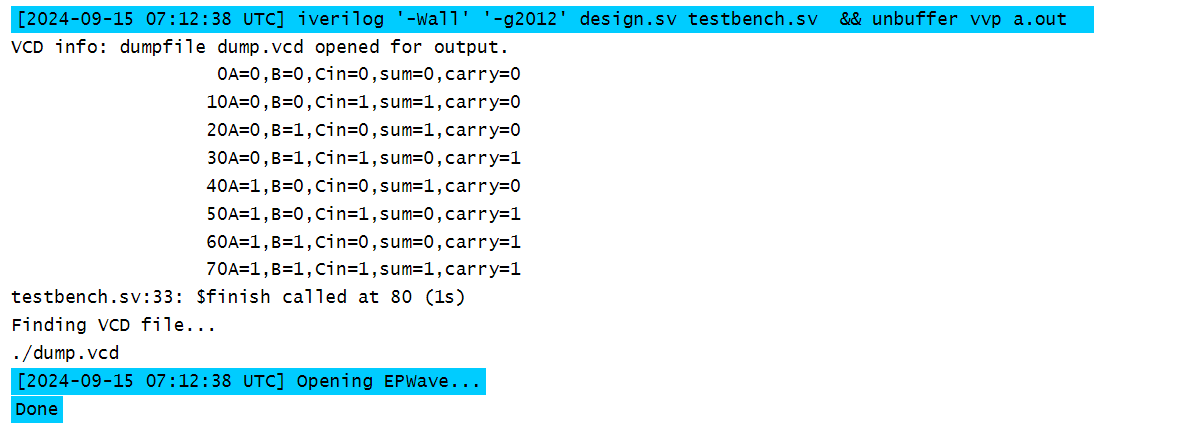 [2024-09-15 07:12:38 UTC] iverilog '-Wall' '-g2012' design.sv testbench.sv  && unbuffer vvp a.out
VCD info: dumpfile dump.vcd opened for output.
0A=0,B=0,Cin=0,sum=0,carry=0
10A=0,B=0,Cin=1,sum=1,carry=0
20A=0,B=1,Cin=0,sum=1,carry=0
30A=0,B=1,Cin=1,sum=0,carry=1
40A=1,B=0,Cin=0,sum=1,carry=0
50A=1,B=0,Cin=1,sum=0,carry=1
60A=1,B=1,Cin=0,sum=0,carry=1
70A=1,B=1,Cin=1,sum=1,carry=1
testbench.sv:33: $finish called at 80 (1s)
Finding VCD file...
./dump.vcd
[2024-09-15 07:12:38 UTC] Opening EPWave...
Done